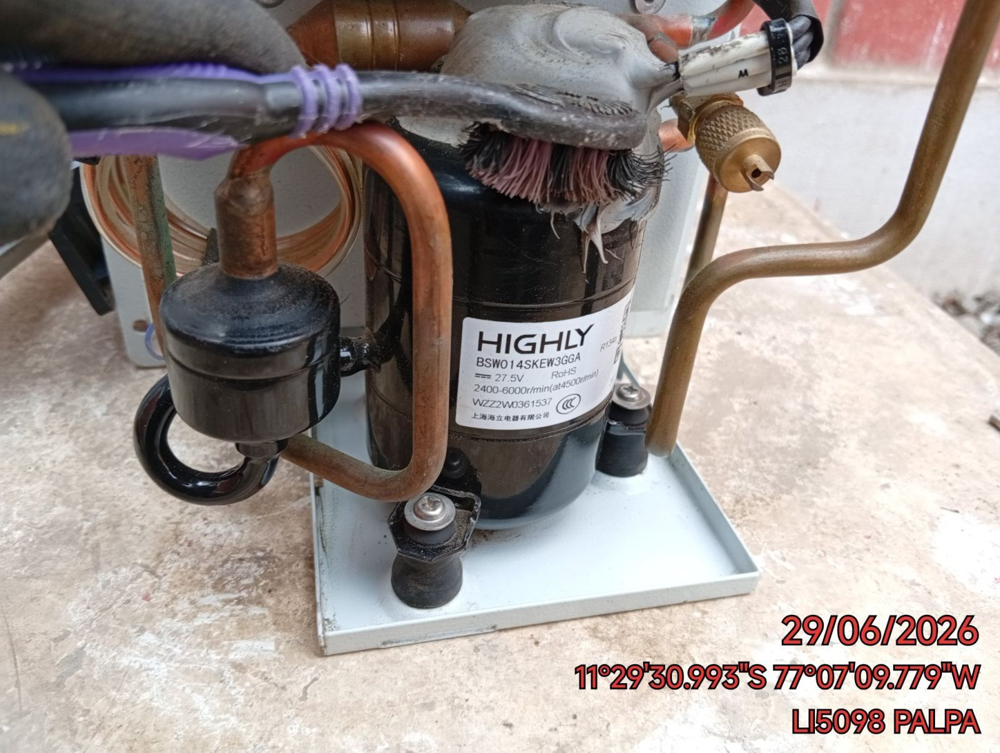 HIGHLY
R134a
BSW014SKEW3GGA
27.5V RoHS
2400-6000r/min(at4500r/min)
WZZ2W0361537
上海海立电器有限公司
29/06/2026
11°29'30.993"S 77°07'09.779"W
LI5098 PALPA